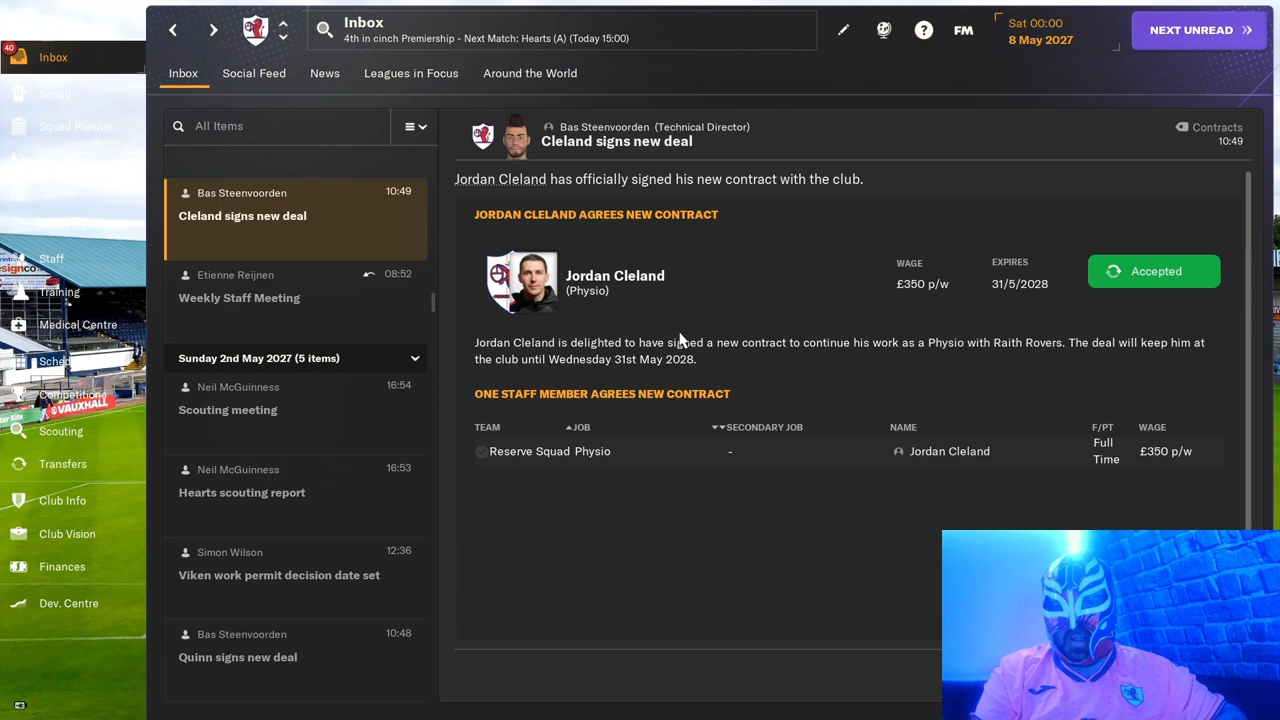 Inbox
4th in cinch Premiership - Next Match: Hearts (A) (Today 15:00)
FM
Sat 00:00
8 May 2027
NEXT UNREAD
40
Inbox
Squad
Squad Planner
Staff
Training
Medical Centre
Sched
Competitions
VAUXHALL
Scouting
Transfers
Club Info
Club Vision
Finances
Dev. Centre
Inbox
Social Feed
News
Leagues in Focus
Around the World
All Items
Bas Steenvoorden
10:49
Cleland signs new deal
Etienne Reijnen
08:52
Weekly Staff Meeting
Sunday 2nd May 2027 (5 items)
Neil McGuinness
16:54
Scouting meeting
Neil McGuinness
16:53
Hearts scouting report
Simon Wilson
12:36
Viken work permit decision date set
Bas Steenvoorden
10:48
Quinn signs new deal
Bas Steenvoorden (Technical Director)
Cleland signs new deal
Contracts
10:49
Jordan Cleland has officially signed his new contract with the club.
JORDAN CLELAND AGREES NEW CONTRACT
Jordan Cleland
(Physio)
WAGE
£350 p/w
EXPIRES
31/5/2028
Accepted
Jordan Cleland is delighted to have signed a new contract to continue his work as a Physio with Raith Rovers. The deal will keep him at
the club until Wednesday 31st May 2028.
ONE STAFF MEMBER AGREES NEW CONTRACT
TEAM JOB SECONDARY JOB NAME F/PT WAGE
Reserve Squad Physio - Jordan Cleland Full Time £350 p/w